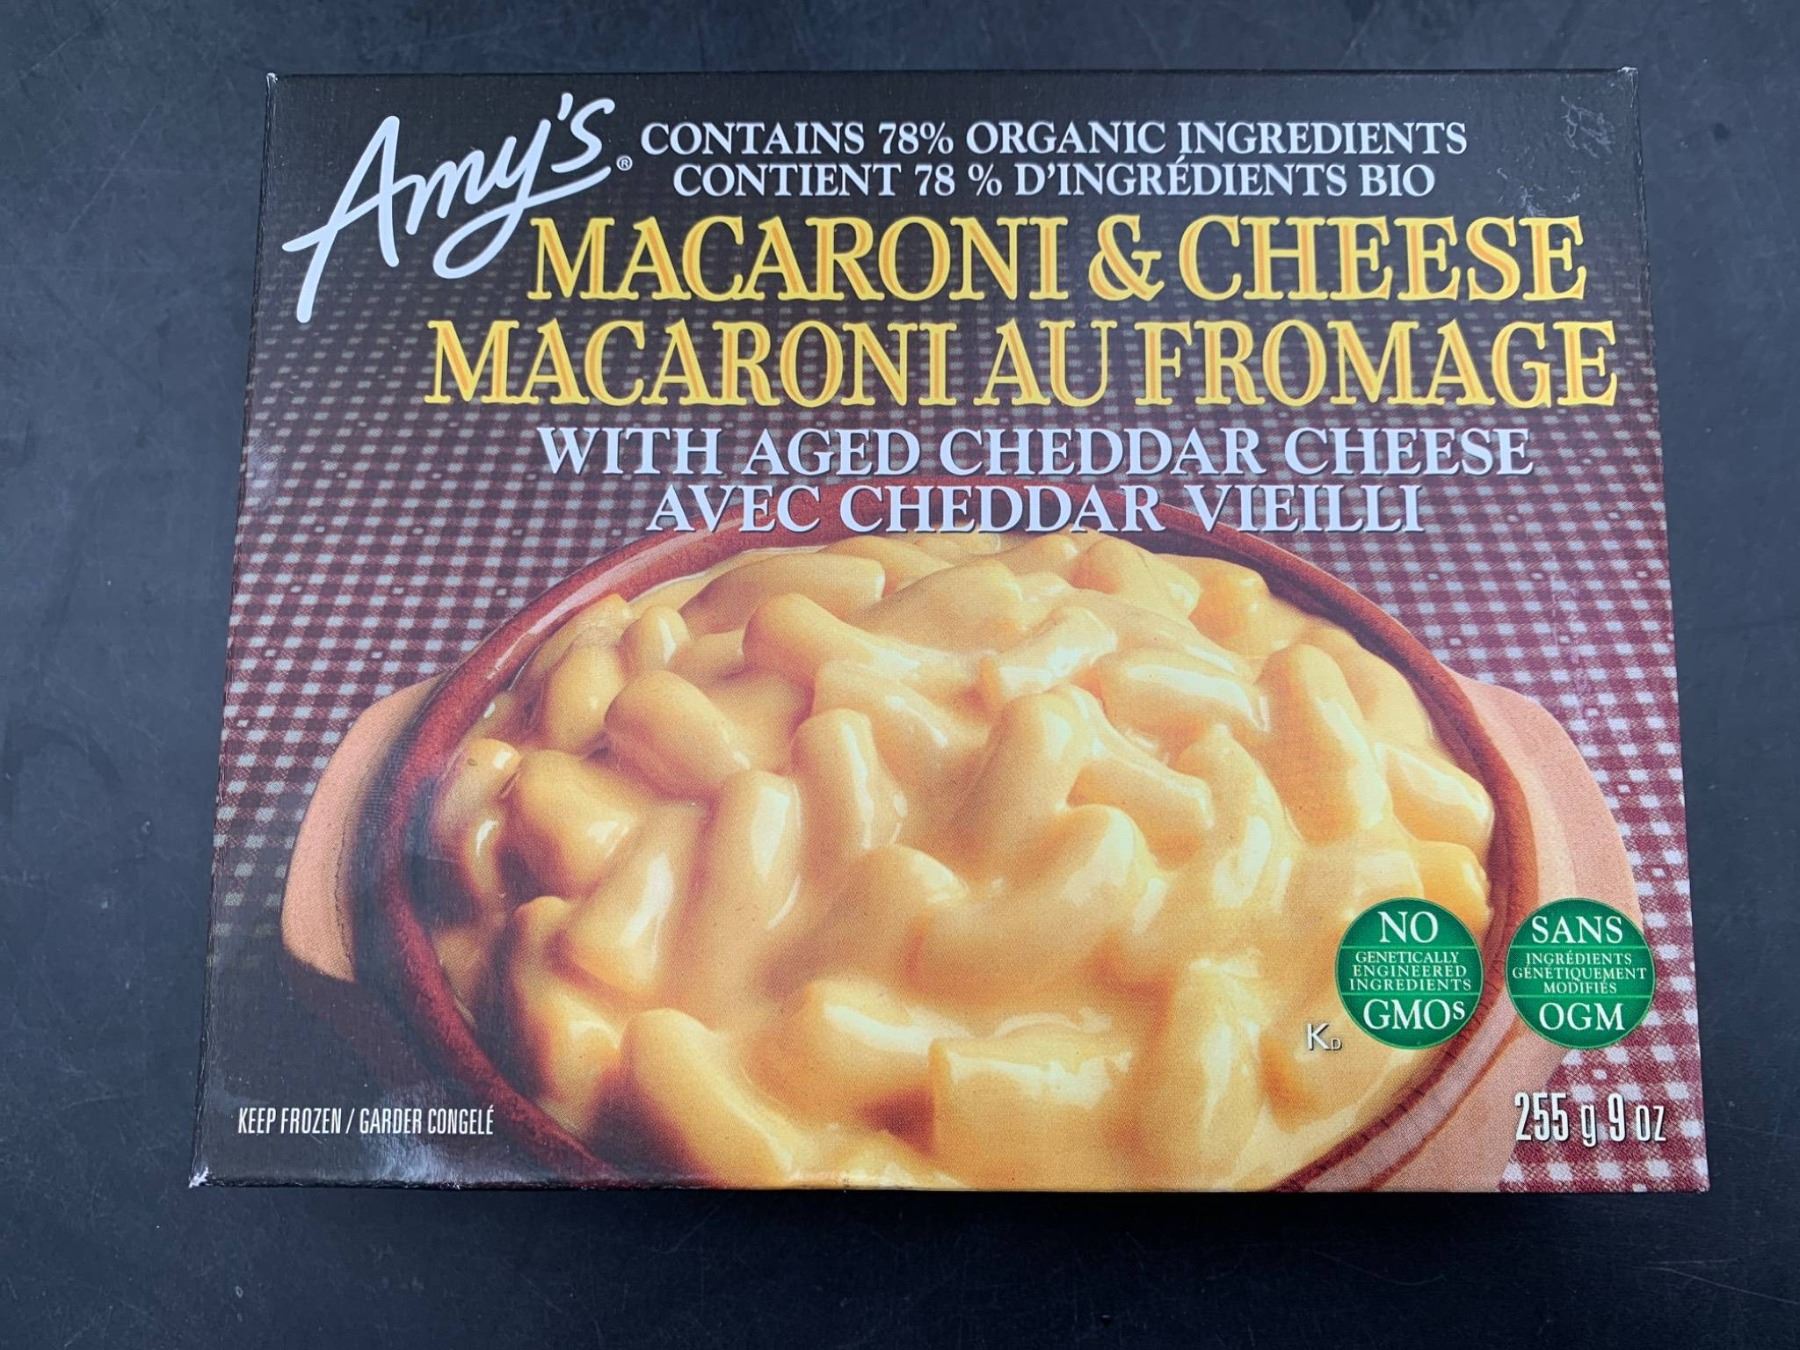 Amy's®
CONTAINS 78% ORGANIC INGREDIENTS
CONTIENT 78 % D'INGRÉDIENTS BIO
MACARONI & CHEESE
MACARONI AU FROMAGE
WITH AGED CHEDDAR CHEESE
AVEC CHEDDAR VIEILLI
NO
GENETICALLY
ENGINEERED
INGREDIENTS
GMOs
SANS
INGRÉDIENTS
GÉNÉTIQUEMENT
MODIFIÉS
OGM
KD
KEEP FROZEN / GARDER CONGELÉ
255 g 9 oz